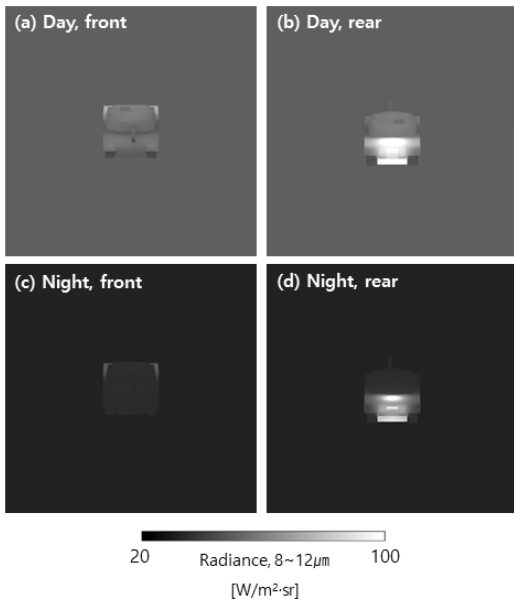 (a) Day, front
(b) Day, rear
(c) Night, front
(d) Night, rear
20 Radiance, 8~12㎛ 100
[W/m²·sr]